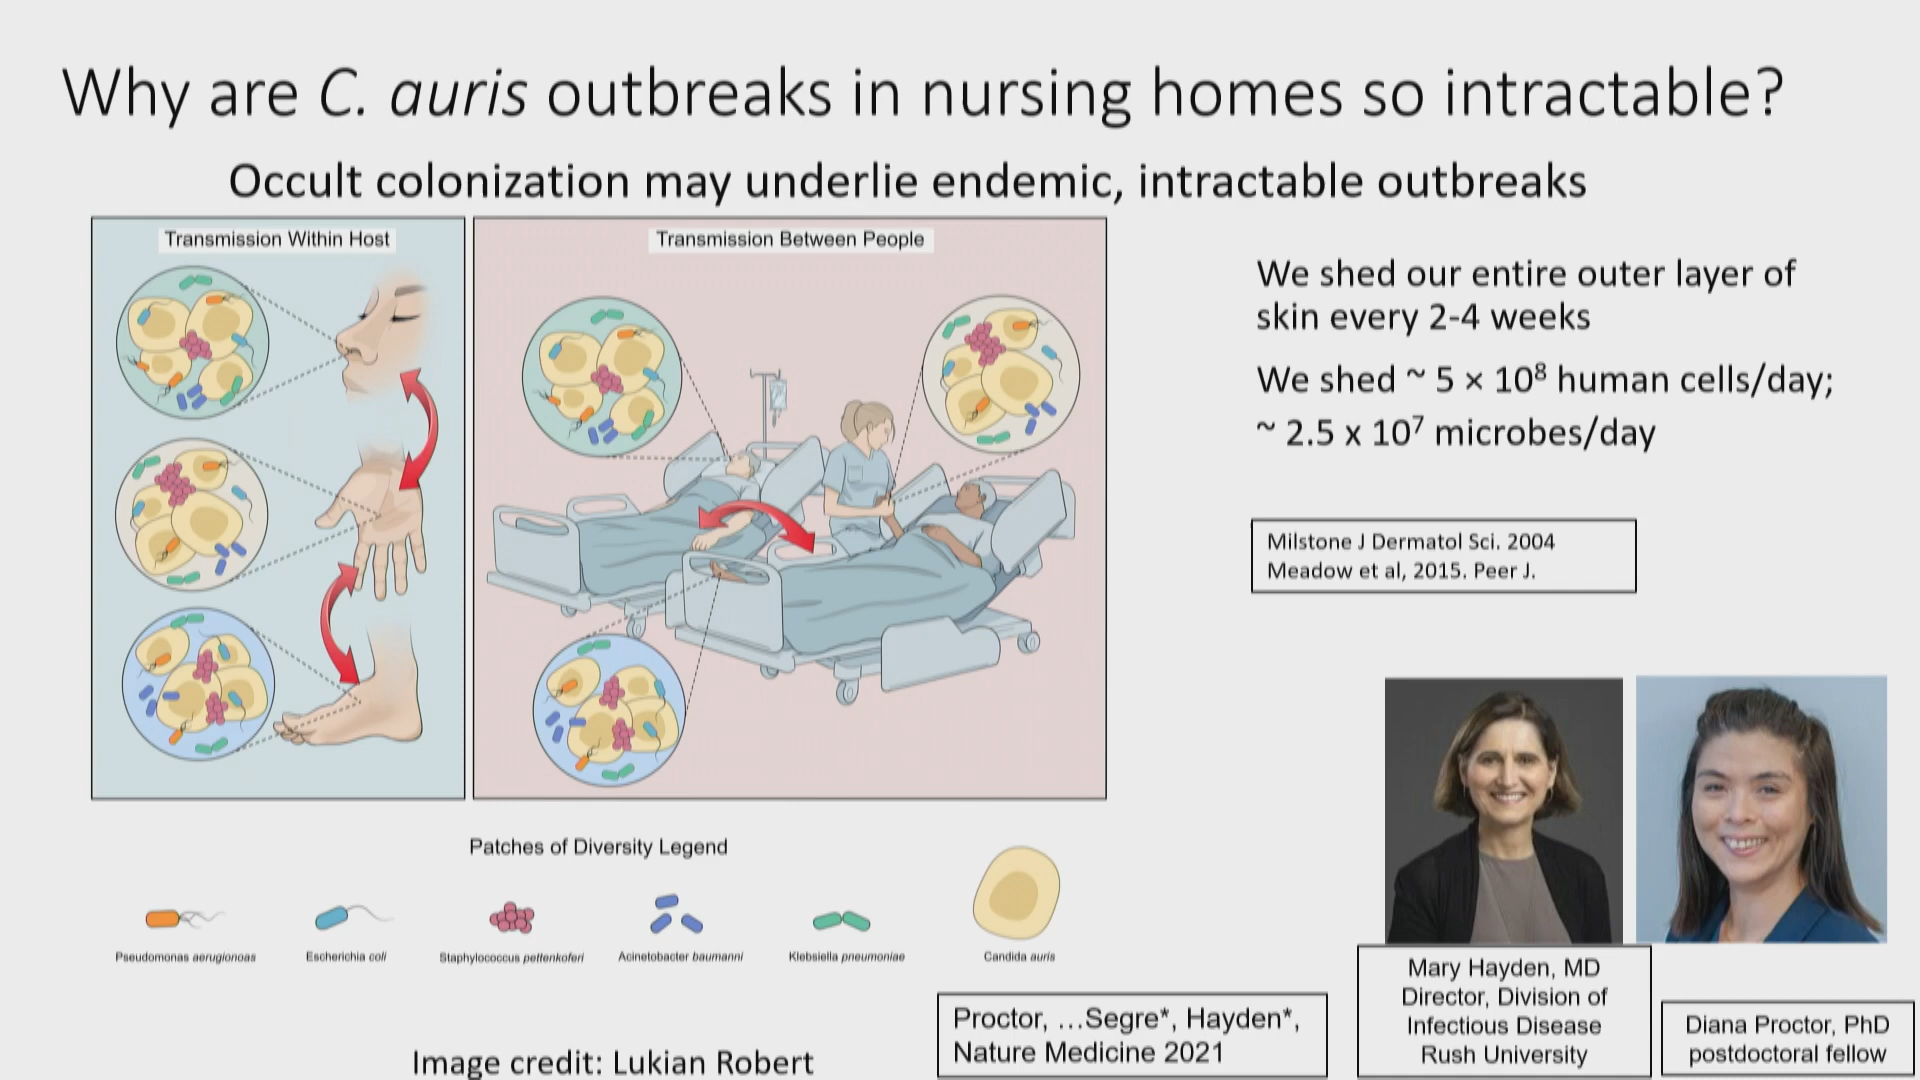 Why are C. auris outbreaks in nursing homes so intractable?
Occult colonization may underlie endemic, intractable outbreaks
Transmission Within Host
Transmission Between People
We shed our entire outer layer of
skin every 2-4 weeks
We shed ~ 5 × 10⁸ human cells/day;
~ 2.5 x 10⁷ microbes/day
Milstone J Dermatol Sci. 2004
Meadow et al, 2015. Peer J.
Patches of Diversity Legend
Pseudomonas aerugionoas
Escherichia coli
Staphylococcus pettenkoferi
Acinetobacter baumanni
Klebsiella pneumoniae
Candida auris
Proctor, ...Segre*, Hayden*,
Nature Medicine 2021
Image credit: Lukian Robert
Mary Hayden, MD
Director, Division of
Infectious Disease
Rush University
Diana Proctor, PhD
postdoctoral fellow